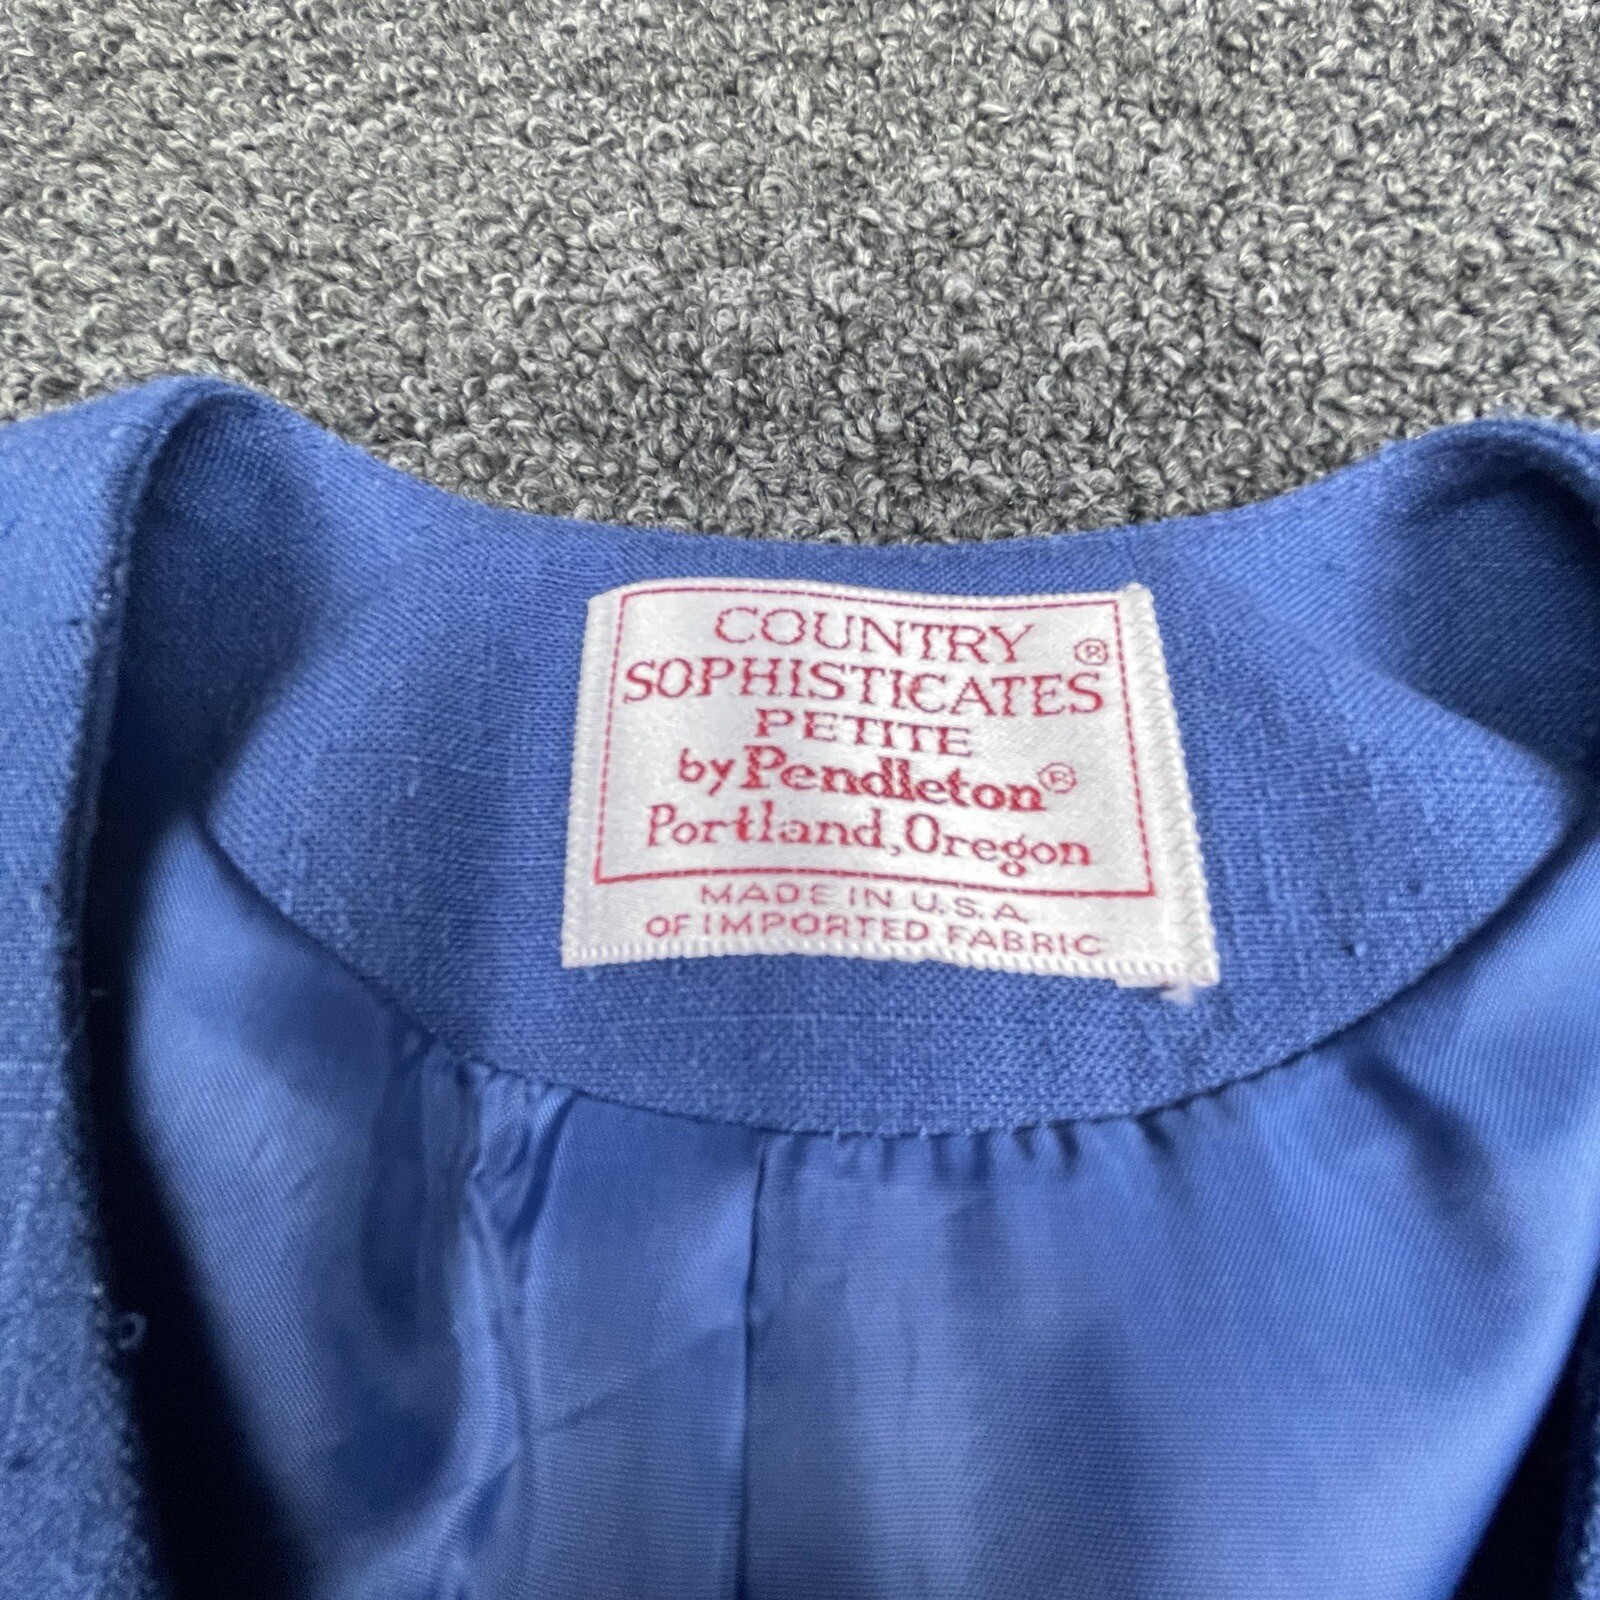 COUNTRY
SOPHISTICATES®
PETITE
by Pendleton®
Portland, Oregon
MADE IN U.S.A.
OF IMPORTED FABRIC